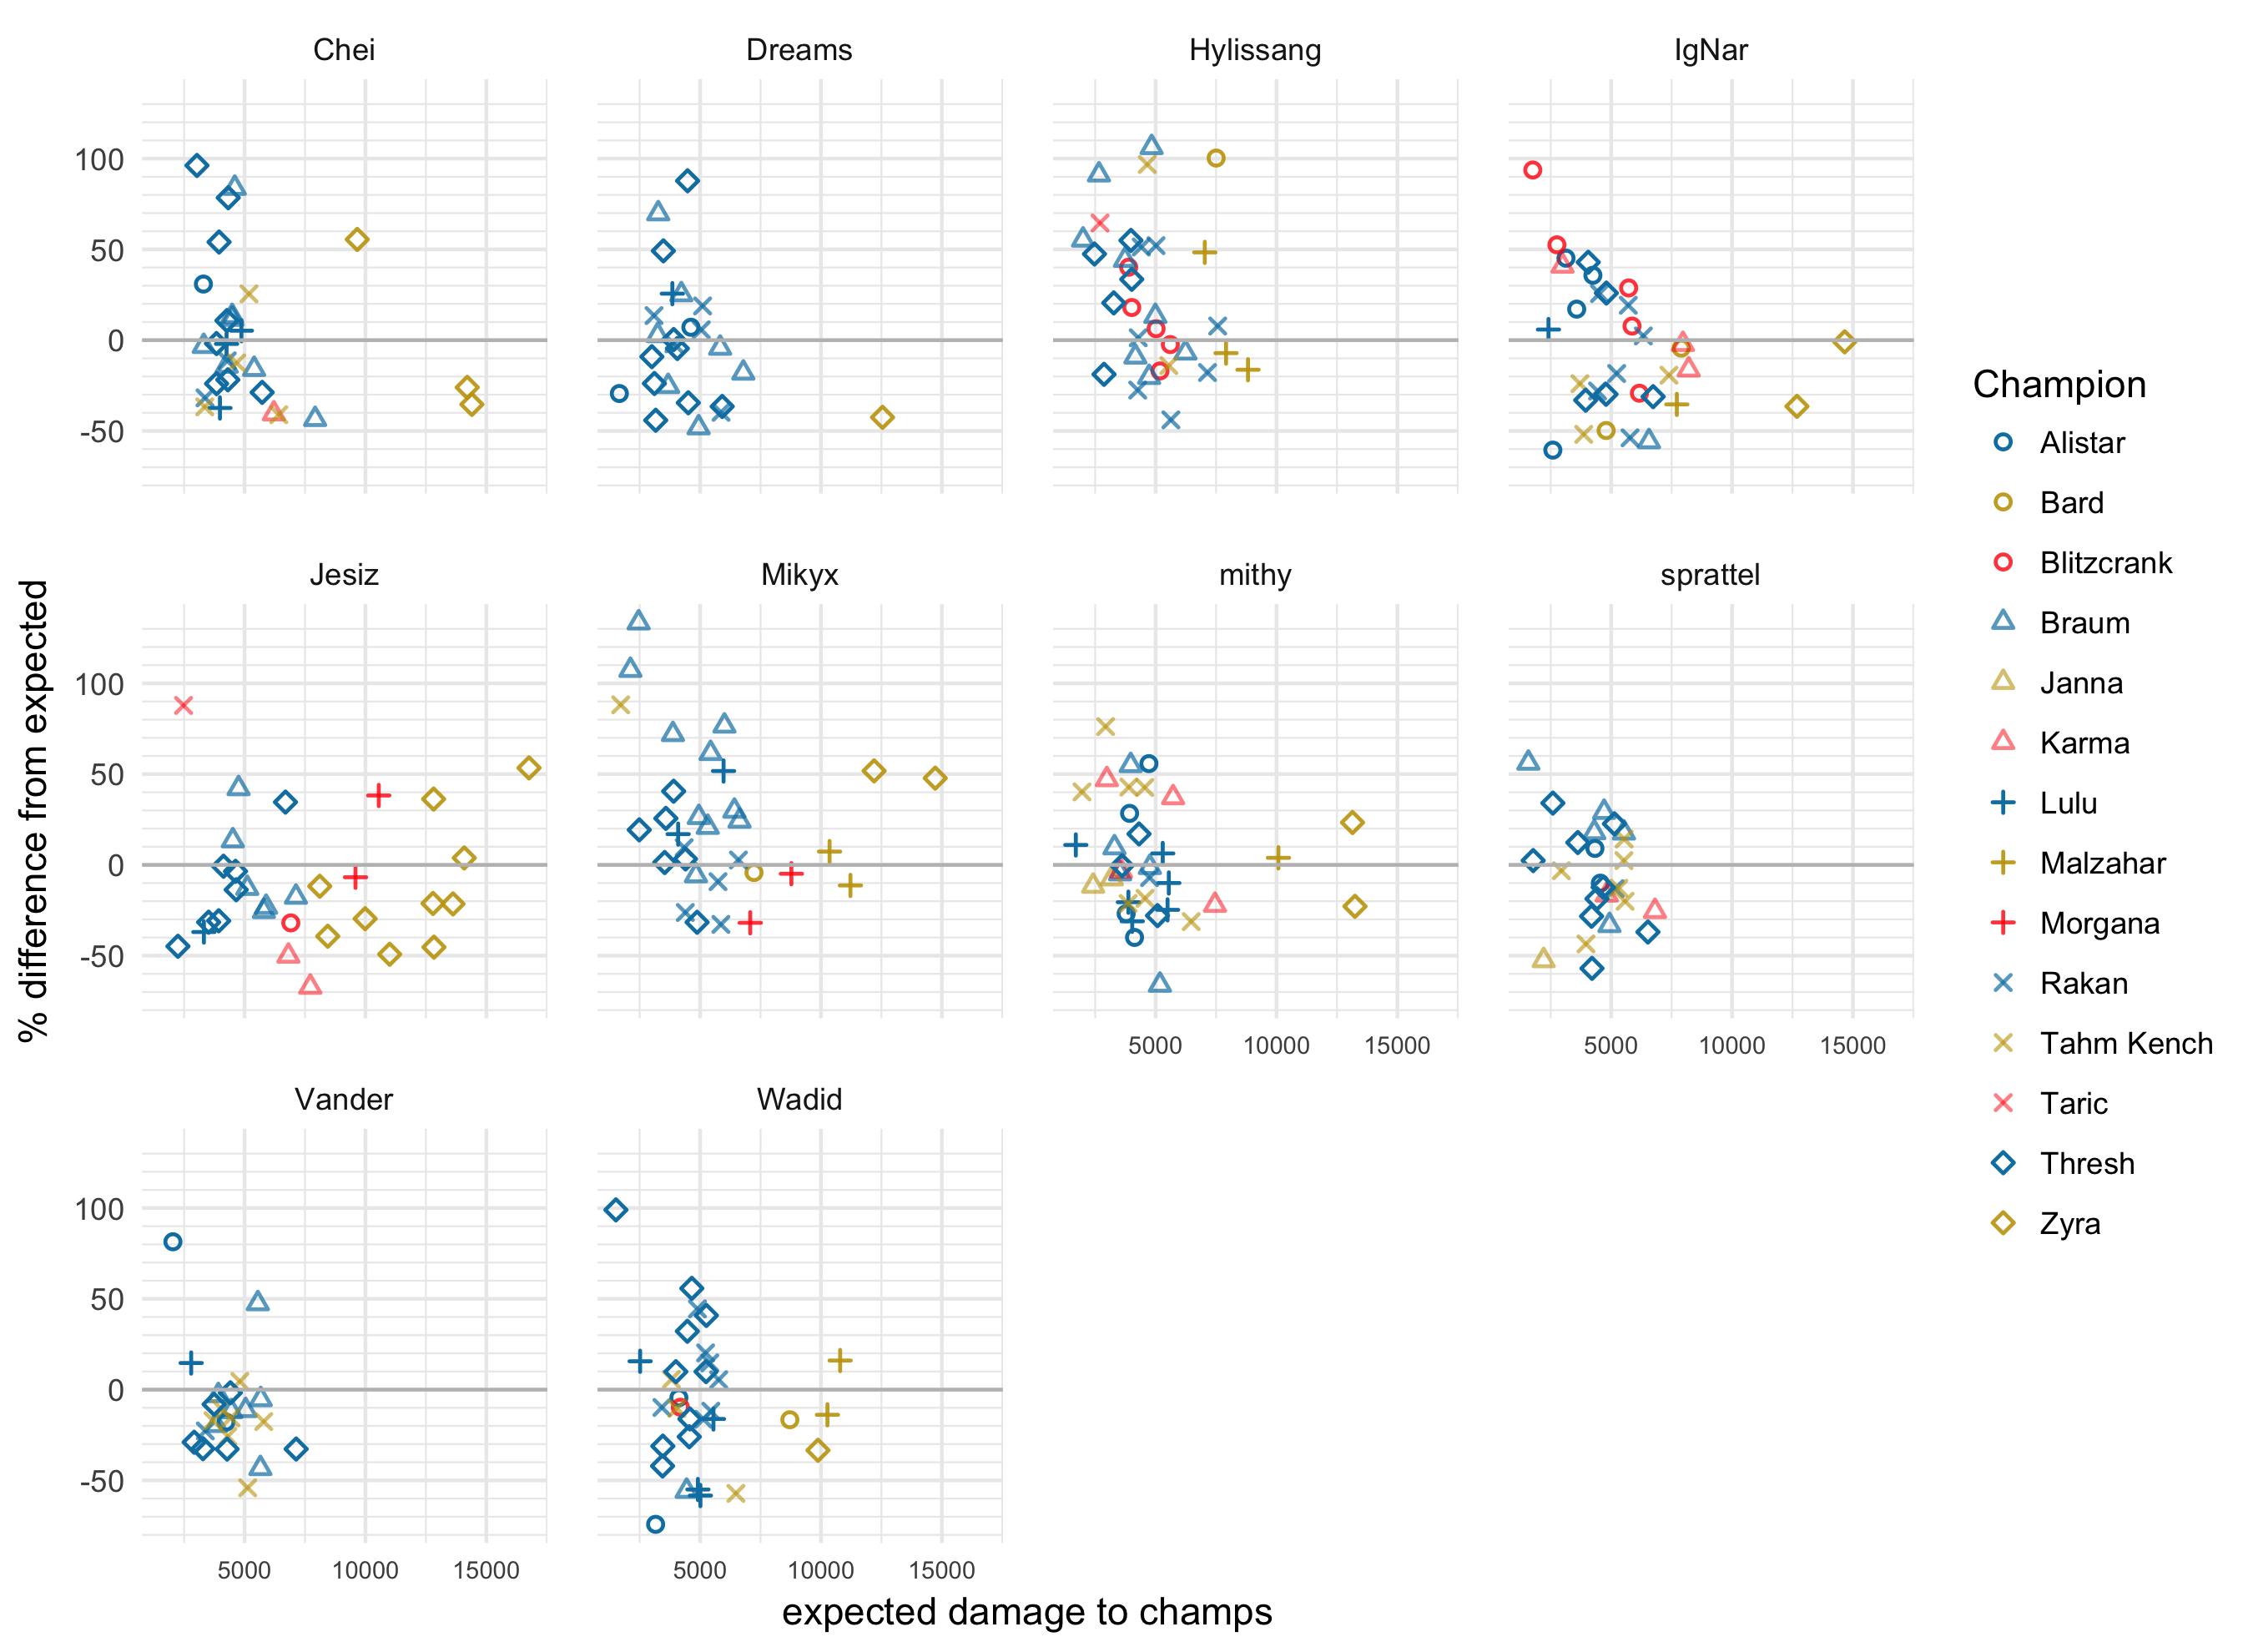 Chei
Dreams
Hylissang
IgNar
100
50
0
-50
Jesiz
Mikyx
mithy
sprattel
100
50
0
-50
5000 10000 15000
5000 10000 15000
Vander
Wadid
100
50
0
-50
5000 10000 15000
5000 10000 15000
expected damage to champs
% difference from expected
Champion
Alistar
Bard
Blitzcrank
Braum
Janna
Karma
Lulu
Malzahar
Morgana
Rakan
Tahm Kench
Taric
Thresh
Zyra